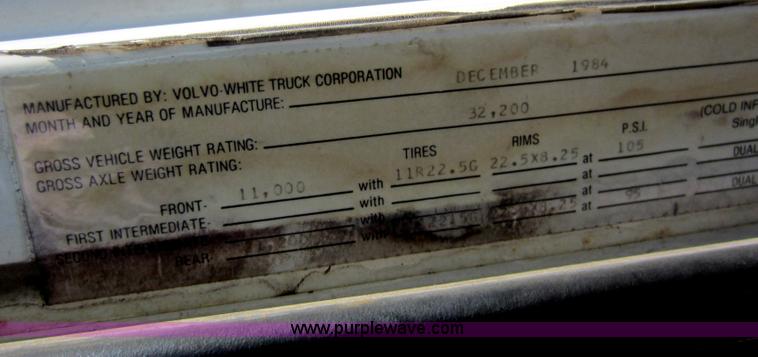 MANUFACTURED BY: VOLVO-WHITE TRUCK CORPORATION
MONTH AND YEAR OF MANUFACTURE: DECEMBER 1984
GROSS VEHICLE WEIGHT RATING: 32,200
GROSS AXLE WEIGHT RATING: TIRES RIMS P.S.I. (COLD INF
Singl
FRONT- 11,000 with 11R22.5G 22.5X8.25 at 105
FIRST INTERMEDIATE- with at DUAL
with at
REAR with at 95 DUAL
www.purplewave.com